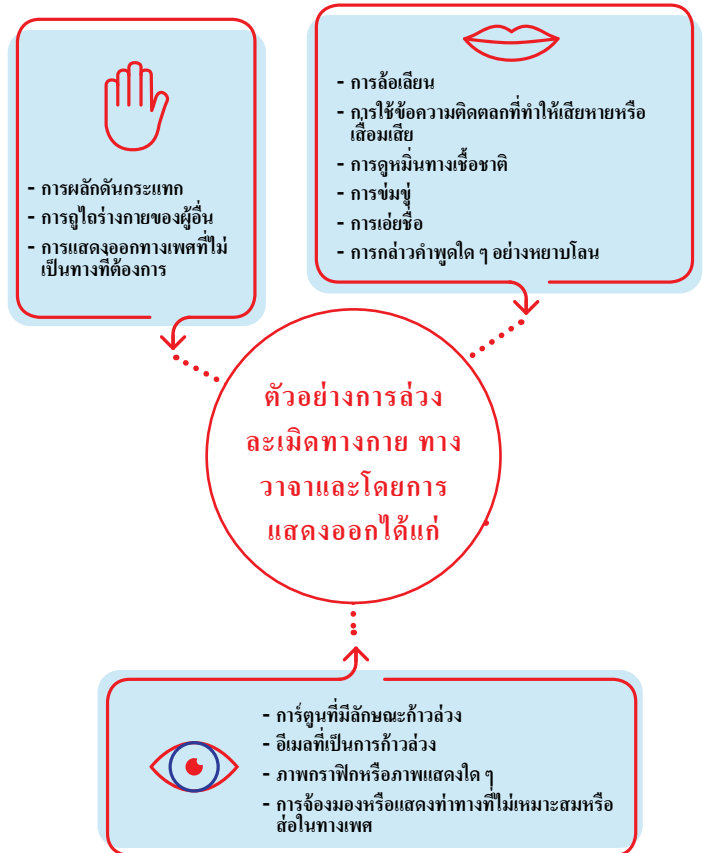 - การผลักดันกระแทก
- การถูไถร่างกายของผู้อื่น
- การแสดงออกทางเพศที่ไม่
เป็นทางที่ต้องการ
- การล้อเลียน
- การใช้ข้อความติดตลกที่ทำให้เสียหายหรือ
เสื่อมเสีย
- การดูหมิ่นทางเชื้อชาติ
- การข่มขู่
- การเอ่ยชื่อ
- การกล่าวคำพูดใด ๆ อย่างหยาบโลน
ตัวอย่างการล่วง
ละเมิดทางกาย ทาง
วาจาและโดยการ
แสดงออกได้แก่
- การ์ตูนที่มีลักษณะก้าวล่วง
- อีเมลที่เป็นการก้าวล่วง
- ภาพกราฟิกหรือภาพแสดงใด ๆ
- การจ้องมองหรือแสดงท่าทางที่ไม่เหมาะสมหรือ
ส่อในทางเพศ